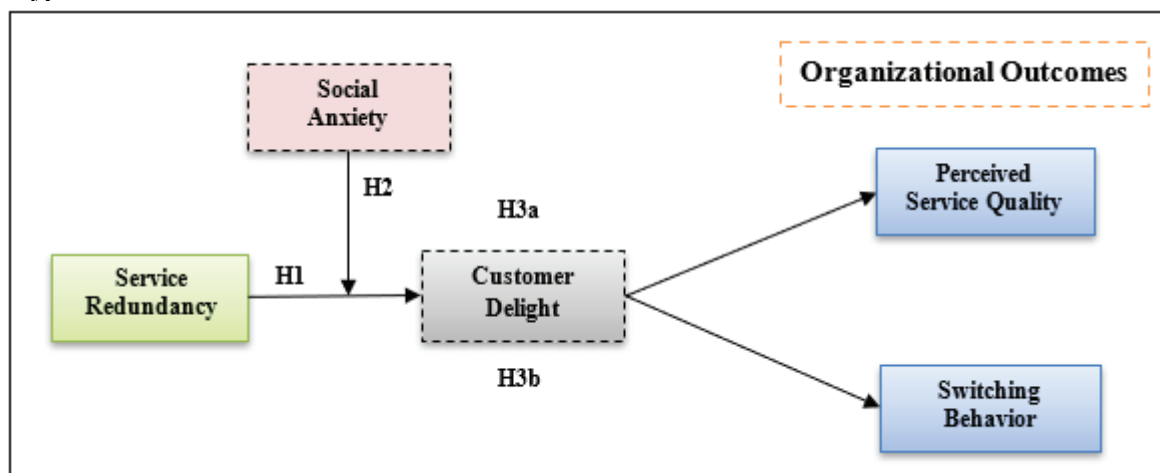 Organizational Outcomes
Social
Anxiety
H2
Perceived
Service Quality
H3a
Service
Redundancy
H1
Customer
Delight
H3b
Switching
Behavior